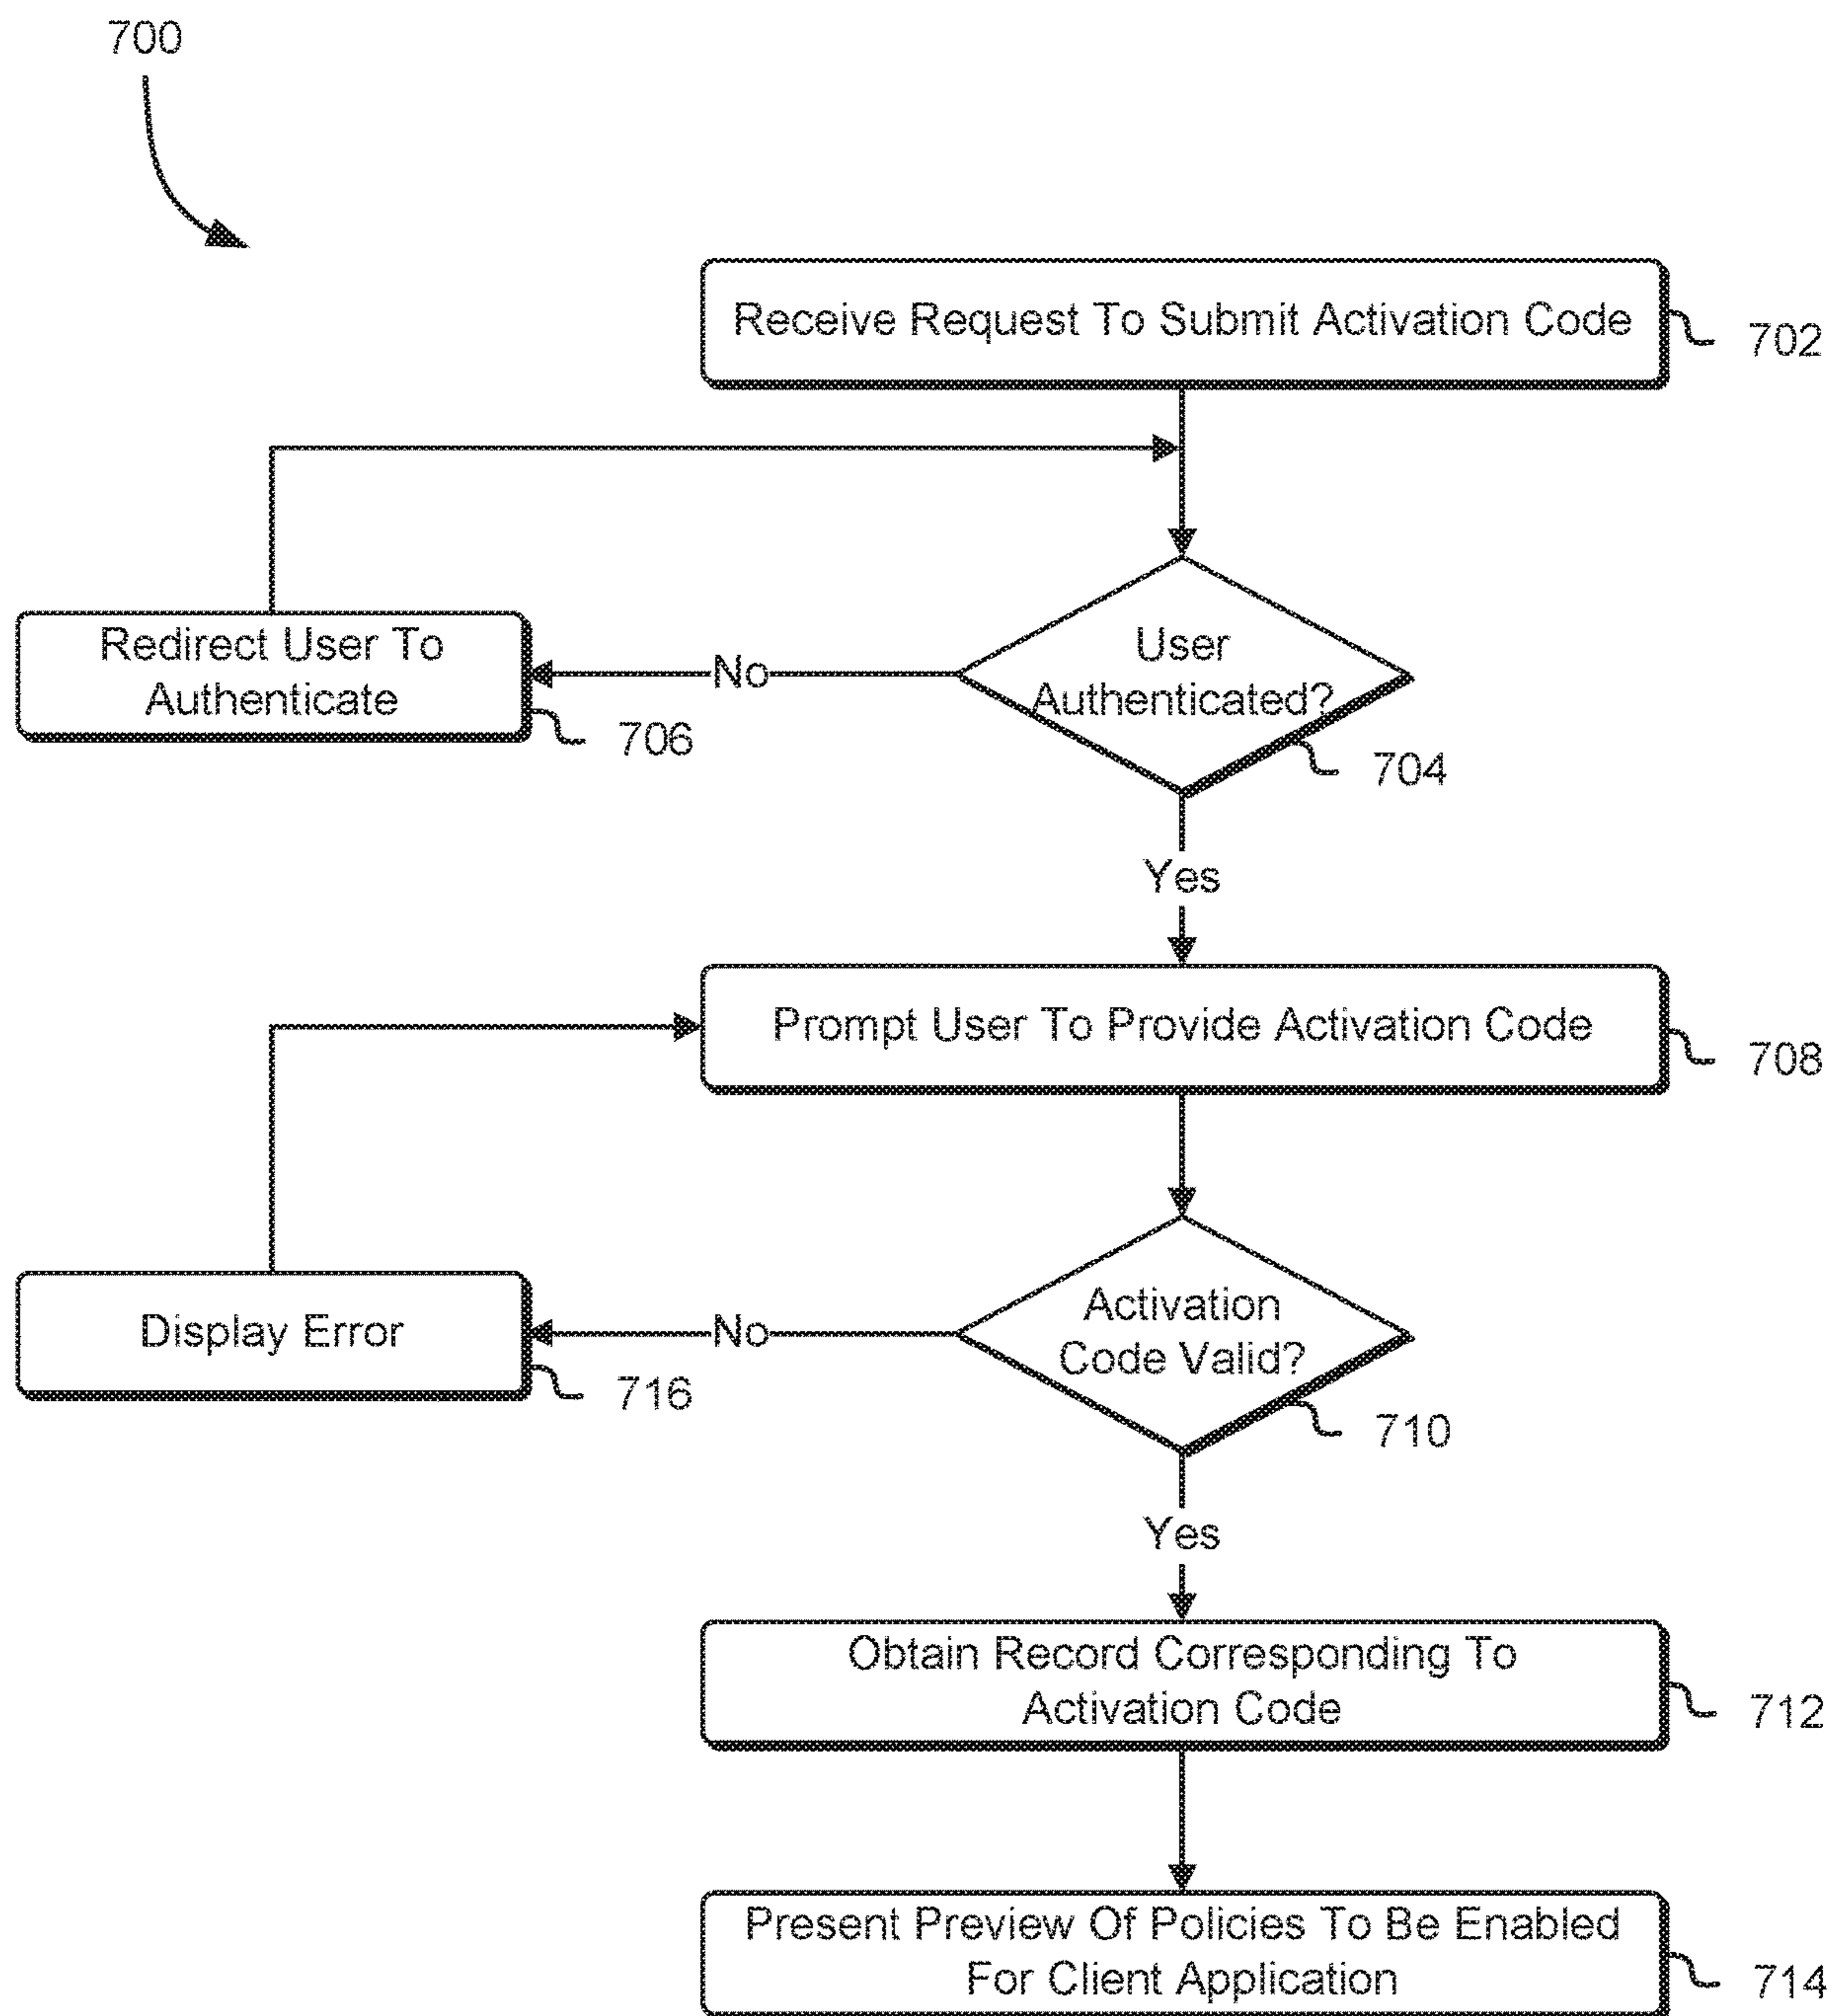 700
Receive Request To Submit Activation Code
702
User
Authenticated?
704
No
Redirect User To
Authenticate
706
Yes
Prompt User To Provide Activation Code
708
Activation
Code Valid?
710
No
Display Error
716
Yes
Obtain Record Corresponding To
Activation Code
712
Present Preview Of Policies To Be Enabled
For Client Application
714